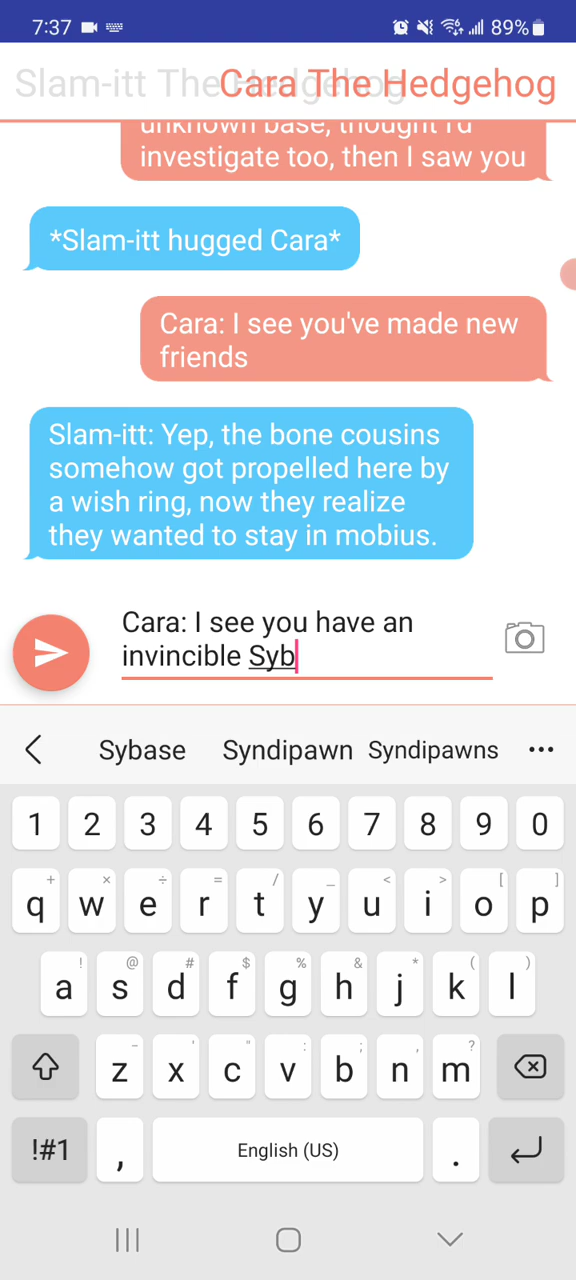 7:37 89%
Slam-itt The Hedgehog
Cara The Hedgehog
unknown base, thought I'd
investigate too, then I saw you
*Slam-itt hugged Cara*
Cara: I see you've made new
friends
Slam-itt: Yep, the bone cousins
somehow got propelled here by
a wish ring, now they realize
they wanted to stay in mobius.
Cara: I see you have an
invincible Syb
Sybase Syndipawn Syndipawns •••
1 2 3 4 5 6 7 8 9 0
+ × ÷ = / _ < > [ ]
q w e r t y u i o p
! @ # $ % & * ( )
a s d f g h j k l
- ' " : ; , ?
z x c v b n m
!#1 , English (US) .